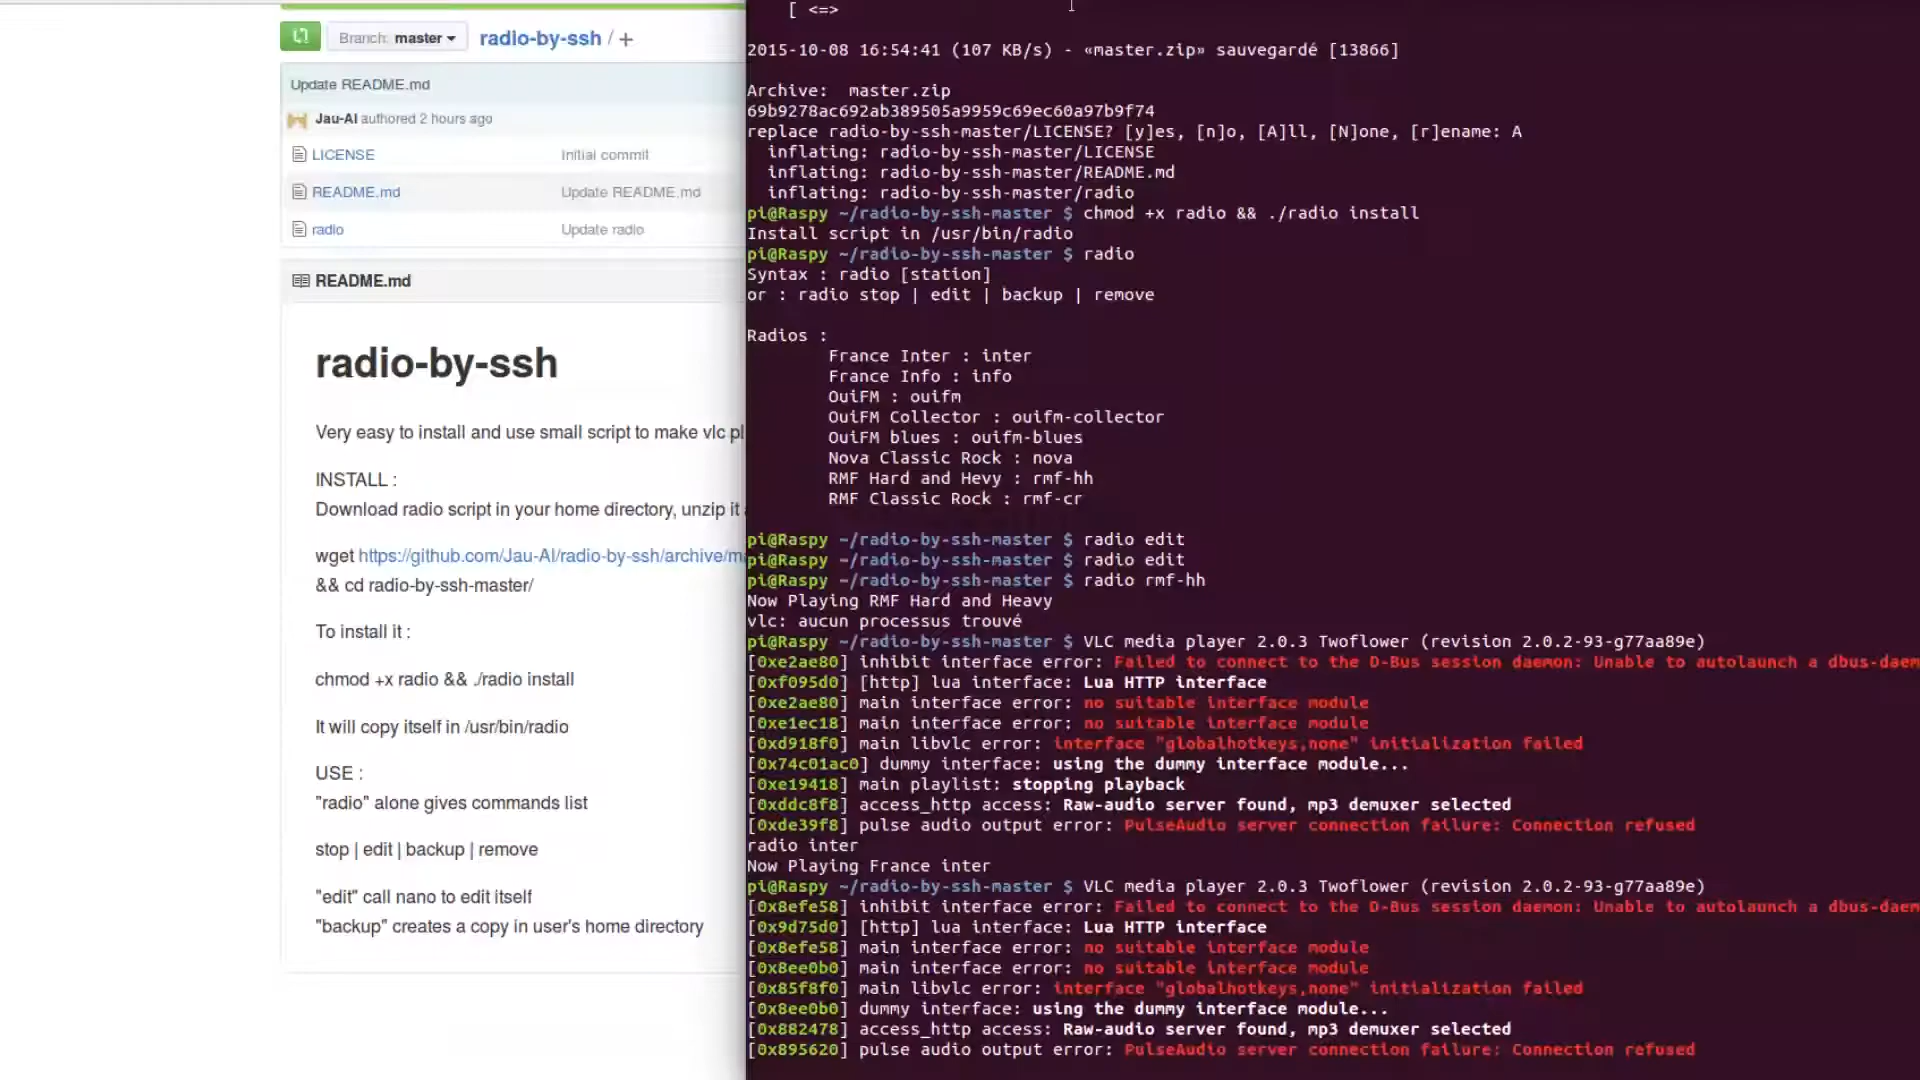 Branch: master
radio-by-ssh / +
Update README.md
Jau-Al authored 2 hours ago
LICENSE Initial commit
README.md Update README.md
radio Update radio
README.md
radio-by-ssh
Very easy to install and use small script to make vlc pl
INSTALL :
Download radio script in your home directory, unzip it
wget https://github.com/Jau-Al/radio-by-ssh/archive/m
&& cd radio-by-ssh-master/
To install it :
chmod +x radio && ./radio install
It will copy itself in /usr/bin/radio
USE :
"radio" alone gives commands list
stop | edit | backup | remove
"edit" call nano to edit itself
"backup" creates a copy in user's home directory
[ <=>
2015-10-08 16:54:41 (107 KB/s) - «master.zip» sauvegardé [13866]
Archive:  master.zip
69b9278ac692ab389505a9959c69ec60a97b9f74
replace radio-by-ssh-master/LICENSE? [y]es, [n]o, [A]ll, [N]one, [r]ename: A
inflating: radio-by-ssh-master/LICENSE
inflating: radio-by-ssh-master/README.md
inflating: radio-by-ssh-master/radio
pi@Raspy ~/radio-by-ssh-master $ chmod +x radio && ./radio install
Install script in /usr/bin/radio
pi@Raspy ~/radio-by-ssh-master $ radio
Syntax : radio [station]
or : radio stop | edit | backup | remove
Radios :
France Inter : inter
France Info : info
OuiFM : ouifm
OuiFM Collector : ouifm-collector
OuiFM blues : ouifm-blues
Nova Classic Rock : nova
RMF Hard and Hevy : rmf-hh
RMF Classic Rock : rmf-cr
pi@Raspy ~/radio-by-ssh-master $ radio edit
pi@Raspy ~/radio-by-ssh-master $ radio edit
pi@Raspy ~/radio-by-ssh-master $ radio rmf-hh
Now Playing RMF Hard and Heavy
vlc: aucun processus trouvé
pi@Raspy ~/radio-by-ssh-master $ VLC media player 2.0.3 Twoflower (revision 2.0.2-93-g77aa89e)
[0xe2ae80] inhibit interface error: Failed to connect to the D-Bus session daemon: Unable to autolaunch a dbus-daem
[0xf095d0] [http] lua interface: Lua HTTP interface
[0xe2ae80] main interface error: no suitable interface module
[0xe1ec18] main interface error: no suitable interface module
[0xd918f0] main libvlc error: interface "globalhotkeys,none" initialization failed
[0x74c01ac0] dummy interface: using the dummy interface module...
[0xe19418] main playlist: stopping playback
[0xddc8f8] access_http access: Raw-audio server found, mp3 demuxer selected
[0xde39f8] pulse audio output error: PulseAudio server connection failure: Connection refused
radio inter
Now Playing France inter
pi@Raspy ~/radio-by-ssh-master $ VLC media player 2.0.3 Twoflower (revision 2.0.2-93-g77aa89e)
[0x8efe58] inhibit interface error: Failed to connect to the D-Bus session daemon: Unable to autolaunch a dbus-daem
[0x9d75d0] [http] lua interface: Lua HTTP interface
[0x8efe58] main interface error: no suitable interface module
[0x8ee0b0] main interface error: no suitable interface module
[0x85f8f0] main libvlc error: interface "globalhotkeys,none" initialization failed
[0x8ee0b0] dummy interface: using the dummy interface module...
[0x882478] access_http access: Raw-audio server found, mp3 demuxer selected
[0x895620] pulse audio output error: PulseAudio server connection failure: Connection refused